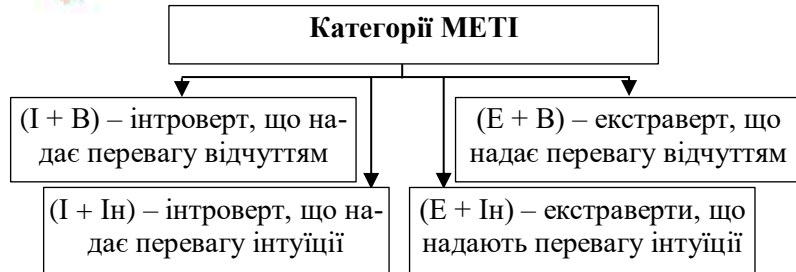 Категорії МЕТІ
(І + В) – інтроверт, що на-
дає перевагу відчуттям
(Е + В) – екстраверт, що
надає перевагу відчуттям
(І + Ін) – інтроверт, що на-
дає перевагу інтуїції
(Е + Ін) – екстраверти, що
надають перевагу інтуїції